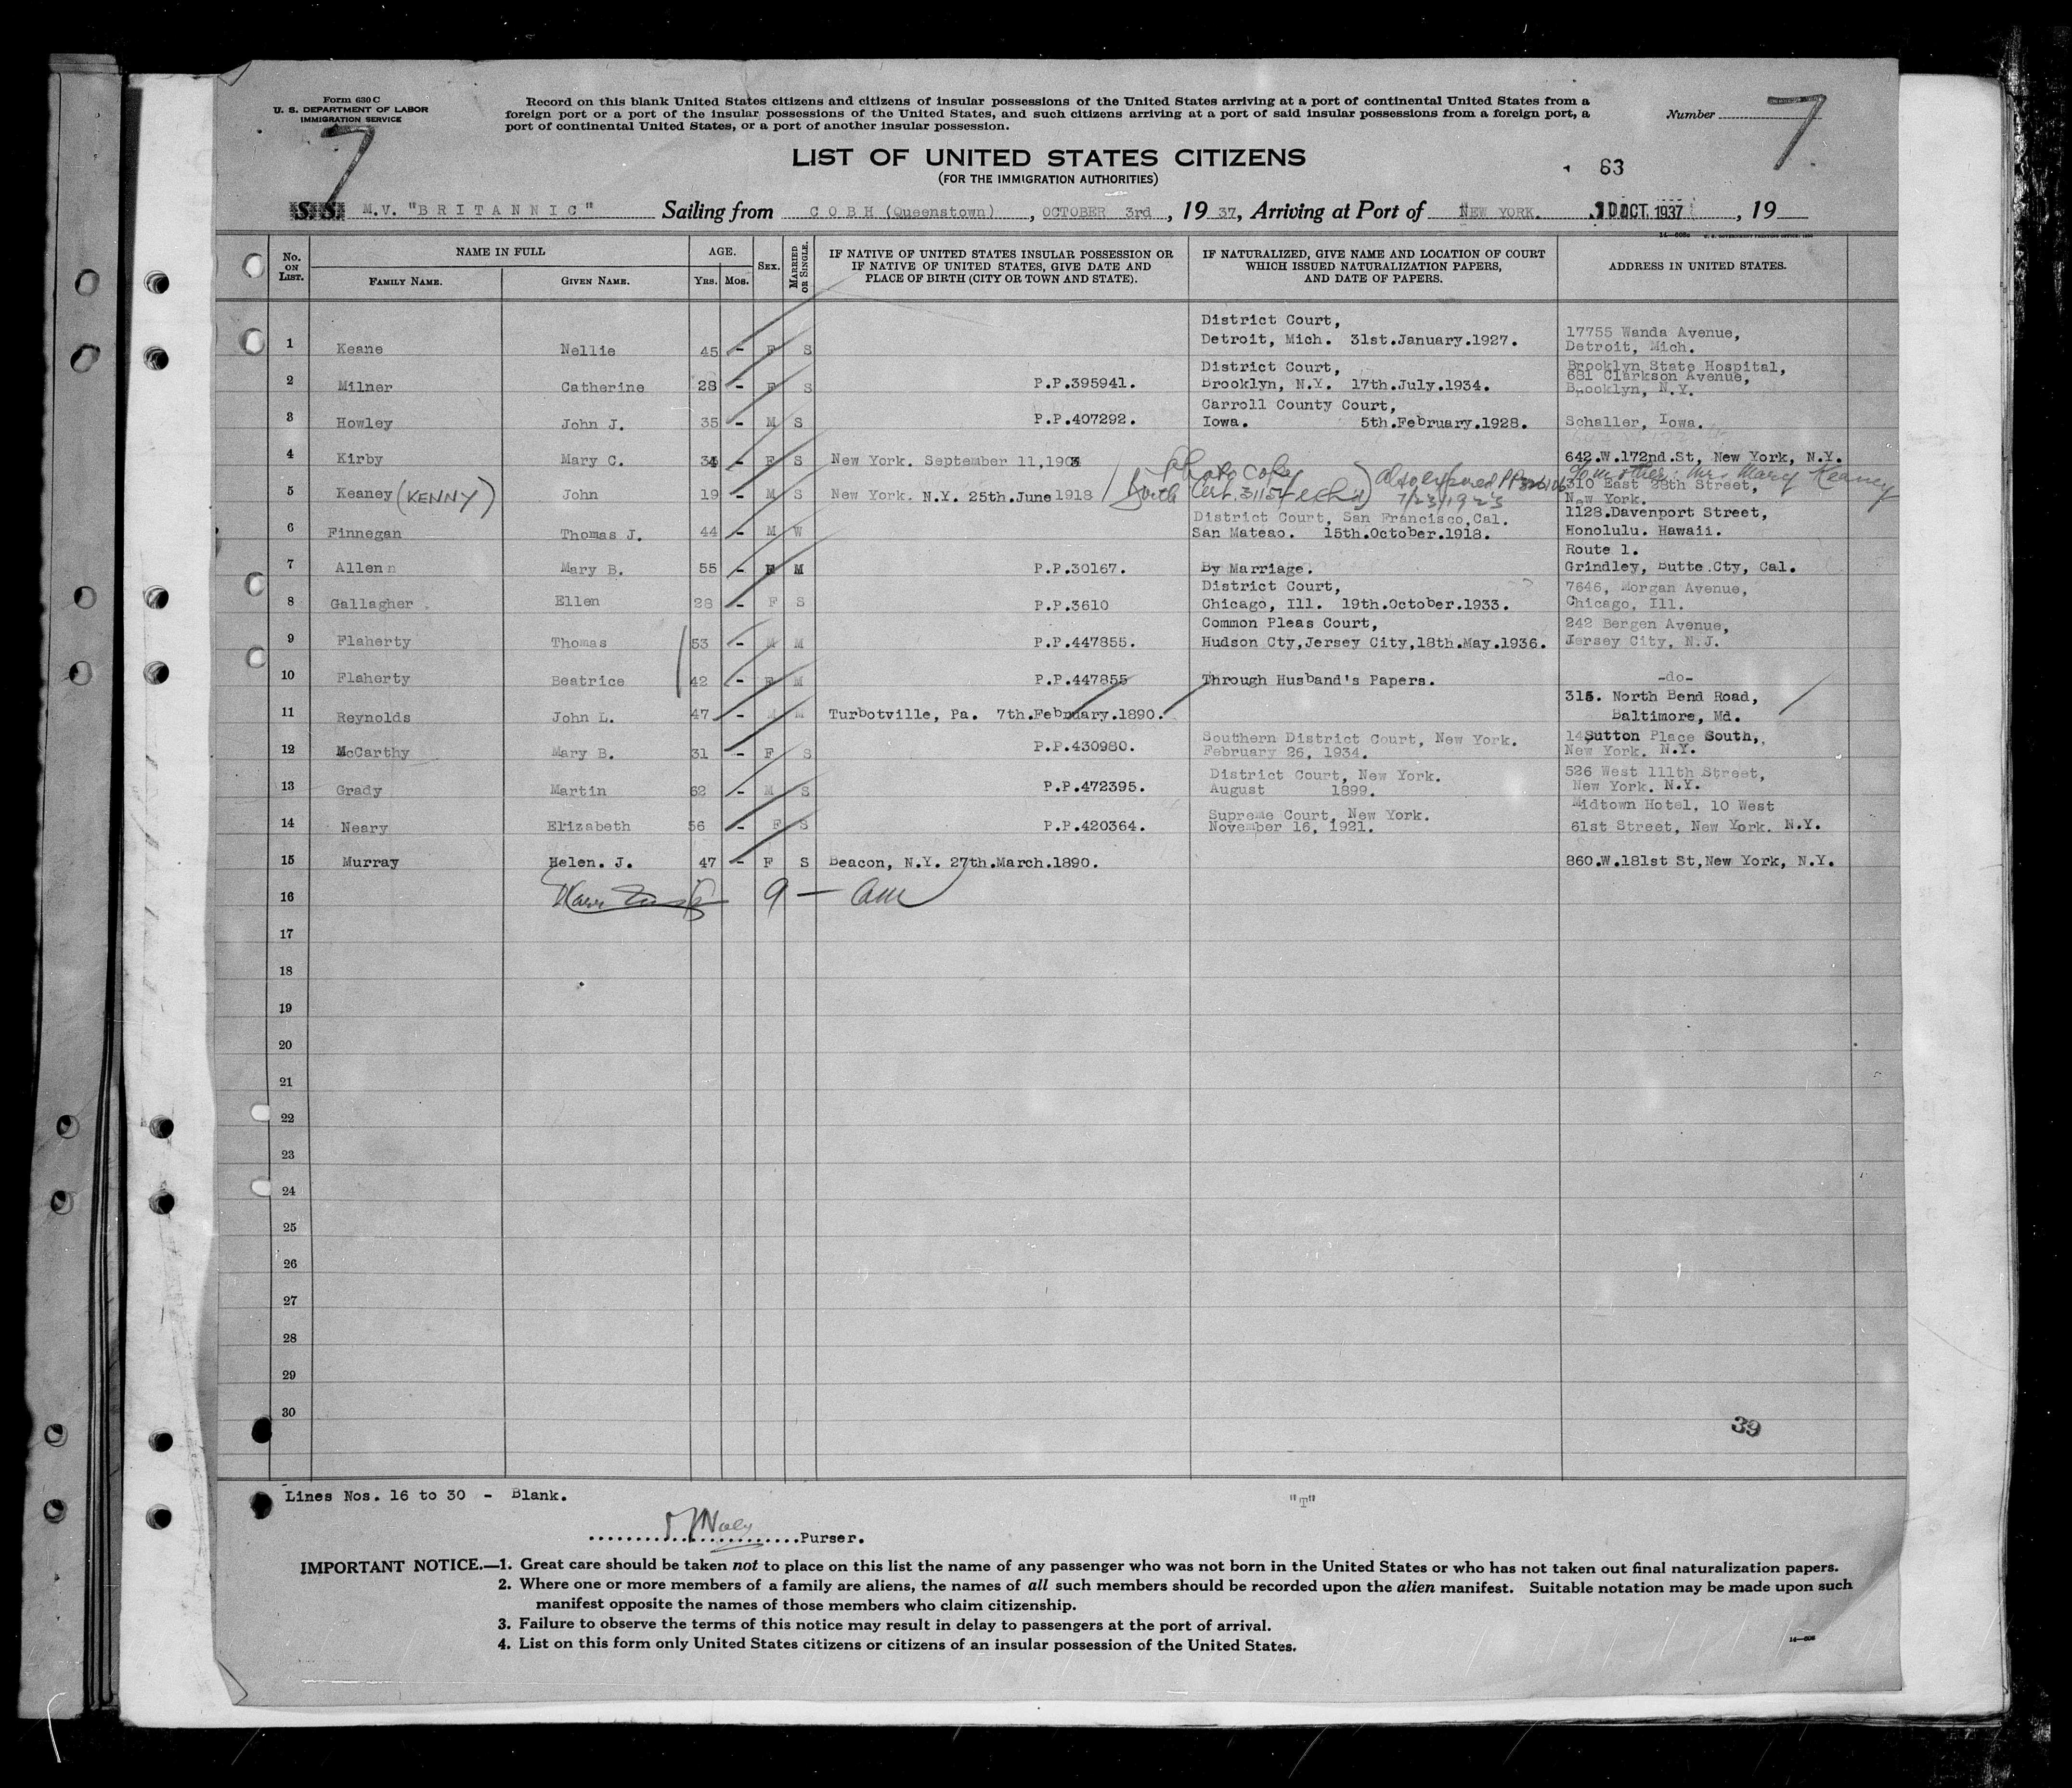 Form 630 C
U. S. DEPARTMENT OF LABOR
IMMIGRATION SERVICE
7
Record on this blank United States citizens and citizens of insular possessions of the United States arriving at a port of continental United States from a
foreign port or a port of the insular possessions of the United States, and such citizens arriving at a port of said insular possessions from a foreign port, a
port of continental United States, or a port of another insular possession.
Number 7
LIST OF UNITED STATES CITIZENS
(FOR THE IMMIGRATION AUTHORITIES)
63
S.S. M.V. "BRITANNIC" Sailing from COBH (Queenstown), OCTOBER 3rd, 1937, Arriving at Port of NEW YORK. OCT. 1937, 19
No. ON LIST. NAME IN FULL AGE. SEX. MARRIED OR SINGLE. IF NATIVE OF UNITED STATES INSULAR POSSESSION OR IF NATIVE OF UNITED STATES, GIVE DATE AND PLACE OF BIRTH (CITY OR TOWN AND STATE). IF NATURALIZED, GIVE NAME AND LOCATION OF COURT WHICH ISSUED NATURALIZATION PAPERS, AND DATE OF PAPERS. ADDRESS IN UNITED STATES.
FAMILY NAME. GIVEN NAME. YRS. MOS.
1 Keane Nellie 45 - F S District Court, Detroit, Mich. 31st.January.1927. 17755 Wanda Avenue, Detroit, Mich.
2 Milner Catherine 28 - F S P.P.395941. District Court, Brooklyn, N.Y. 17th.July.1934. Brooklyn State Hospital, 681 Clarkson Avenue, Brooklyn, N.Y.
3 Howley John J. 35 - M S P.P.407292. Carroll County Court, Iowa. 5th.February.1928. Schaller, Iowa.
4 Kirby Mary C. - F S New York. September 11, 642.W.172nd.St, New York, N.Y.
5 Keaney (KENNY) John 19 - M S New York. N.Y. 25th.June 1918 photo copy birth Cert. also expired 7/23/1923 c/o mother: Mary Keaney 310 East 28th Street, New York.
6 Finnegan Thomas J. 44 - M W District Court, San Francisco,Cal. San Mateao. 15th.October.1918. 1128.Davenport Street, Honolulu. Hawaii.
7 Allenn Mary B. 55 - F M P.P.30167. By Marriage. Route 1. Grindley, Butte.Cty, Cal.
8 Gallagher Ellen 28 - F S P.P.3610 District Court, Chicago, Ill. 19th.October.1933. 7646, Morgan Avenue, Chicago, Ill.
9 Flaherty Thomas 53 - M M P.P.447855. Common Pleas Court, Hudson Cty,Jersey City,18th.May.1936. 242 Bergen Avenue, Jersey City, N.J.
10 Flaherty Beatrice 42 - F M P.P.447855 Through Husband's Papers. -do-
11 Reynolds John L. 47 - M M Turbotville, Pa. 7th.February.1890. 315. North Bend Road, Baltimore, Md.
12 McCarthy Mary B. 31 - F S P.P.430980. Southern District Court, New York. February 26, 1934. 14 Sutton Place South, New York. N.Y.
13 Grady Martin 62 - M S P.P.472395. District Court, New York. August 1899. 526 West 111th Street, New York. N.Y.
14 Neary Elizabeth 56 - F S P.P.420364. Supreme Court, New York. November 16, 1921. Midtown Hotel, 10 West 61st Street, New York. N.Y.
15 Murray Helen. J. 47 - F S Beacon, N.Y. 27th.March.1890. 860.W.181st St,New York, N.Y.
16 9 - am
17
18
19
20
21
22
23
24
25
26
27
28
29
30
39
Lines Nos. 16 to 30 - Blank. "T"
Purser.
IMPORTANT NOTICE.—1. Great care should be taken not to place on this list the name of any passenger who was not born in the United States or who has not taken out final naturalization papers.
2. Where one or more members of a family are aliens, the names of all such members should be recorded upon the alien manifest. Suitable notation may be made upon such
manifest opposite the names of those members who claim citizenship.
3. Failure to observe the terms of this notice may result in delay to passengers at the port of arrival.
4. List on this form only United States citizens or citizens of an insular possession of the United States.